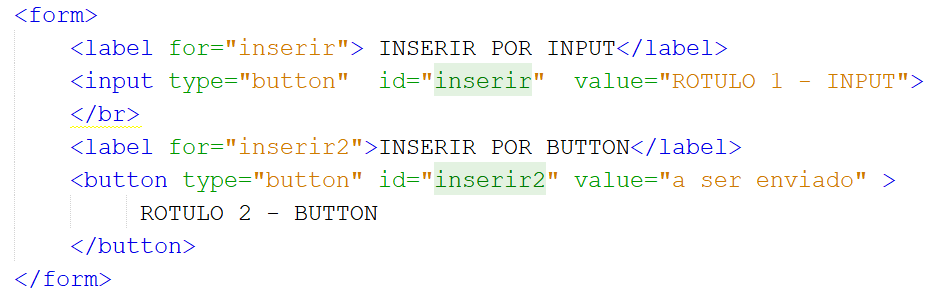 <form>
<label for="inserir"> INSERIR POR INPUT</label>
<input type="button"  id="inserir"  value="ROTULO 1 - INPUT">
</br>
<label for="inserir2">INSERIR POR BUTTON</label>
<button type="button" id="inserir2" value="a ser enviado" >
ROTULO 2 - BUTTON
</button>
</form>